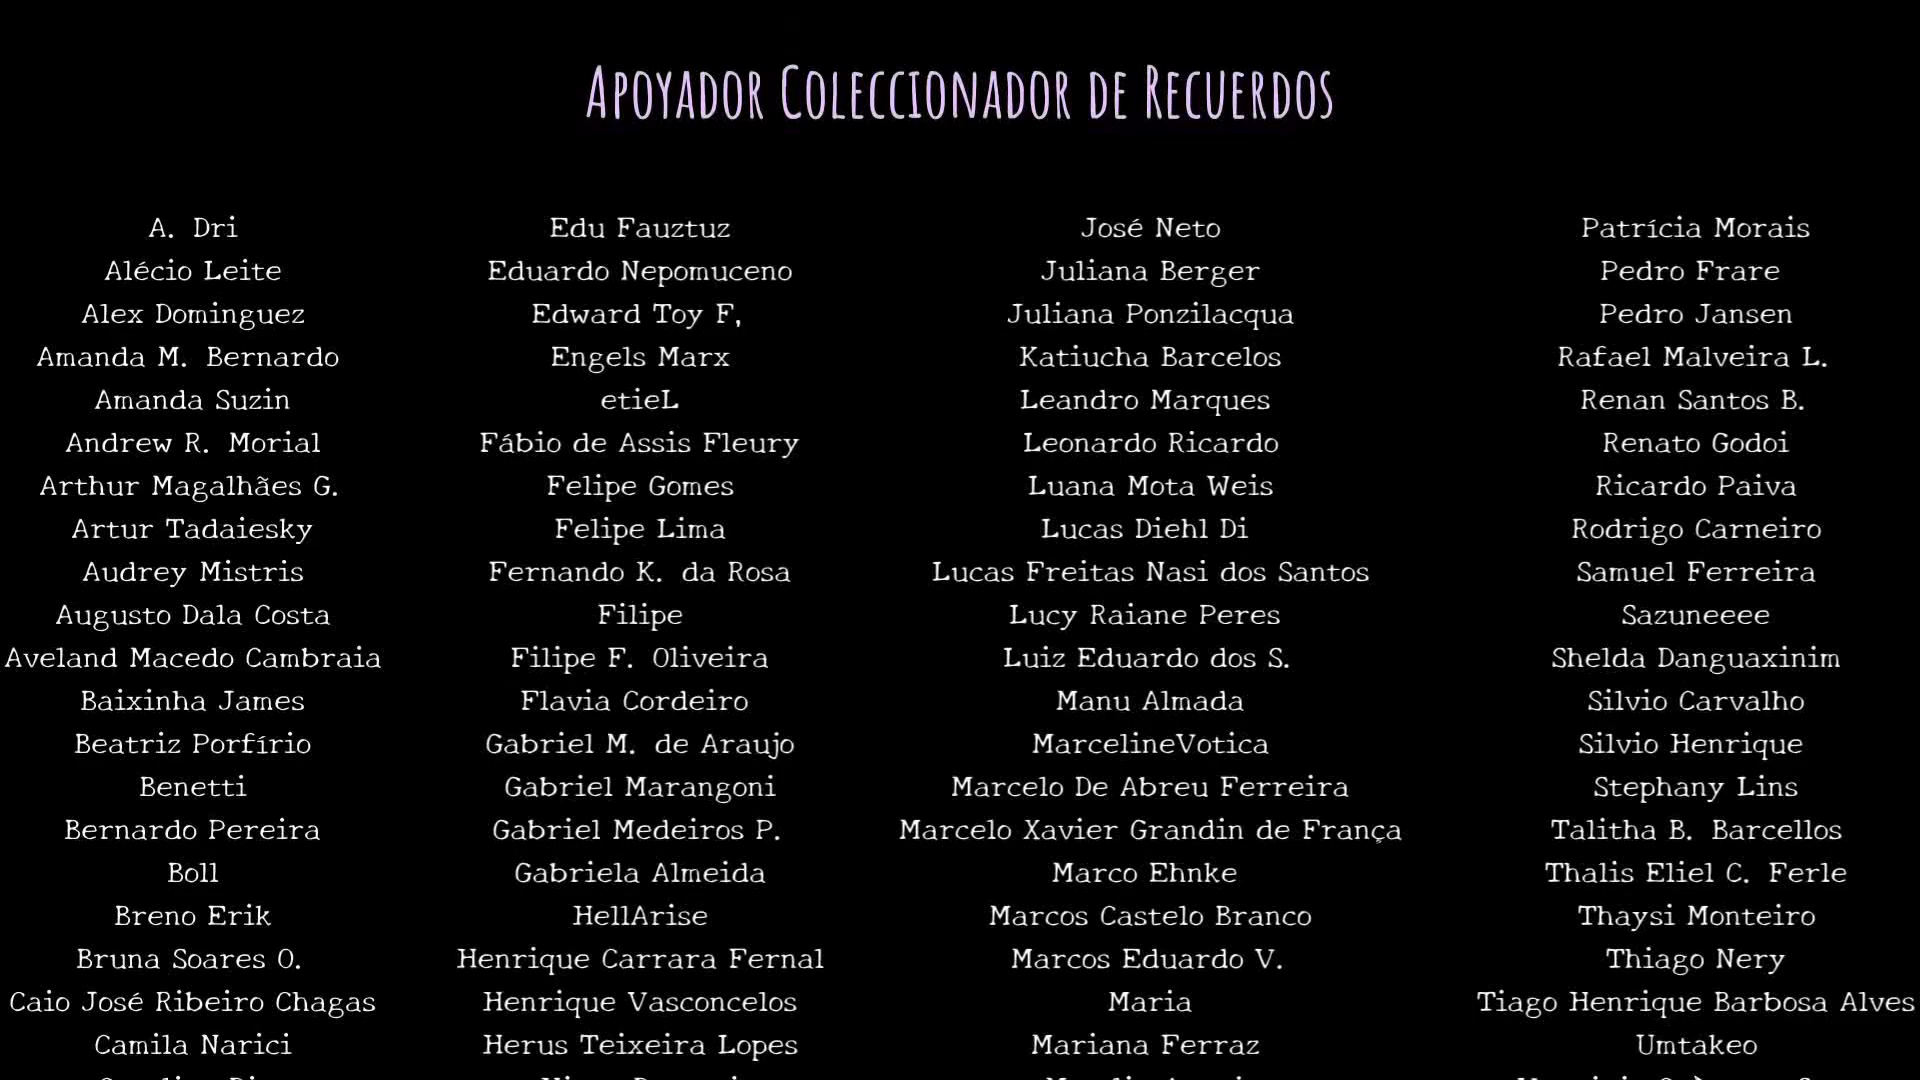 Apoyador Coleccionador de Recuerdos
A. Dri
Alécio Leite
Alex Dominguez
Amanda M. Bernardo
Amanda Suzin
Andrew R. Morial
Arthur Magalhães G.
Artur Tadaiesky
Audrey Mistris
Augusto Dala Costa
Aveland Macedo Cambraia
Baixinha James
Beatriz Porfírio
Benetti
Bernardo Pereira
Boll
Breno Erik
Bruna Soares O.
Caio José Ribeiro Chagas
Camila Narici
Edu Fauztuz
Eduardo Nepomuceno
Edward Toy F,
Engels Marx
etieL
Fábio de Assis Fleury
Felipe Gomes
Felipe Lima
Fernando K. da Rosa
Filipe
Filipe F. Oliveira
Flavia Cordeiro
Gabriel M. de Araujo
Gabriel Marangoni
Gabriel Medeiros P.
Gabriela Almeida
HellArise
Henrique Carrara Fernal
Henrique Vasconcelos
Herus Teixeira Lopes
José Neto
Juliana Berger
Juliana Ponzilacqua
Katiucha Barcelos
Leandro Marques
Leonardo Ricardo
Luana Mota Weis
Lucas Diehl Di
Lucas Freitas Nasi dos Santos
Lucy Raiane Peres
Luiz Eduardo dos S.
Manu Almada
MarcelineVotica
Marcelo De Abreu Ferreira
Marcelo Xavier Grandin de França
Marco Ehnke
Marcos Castelo Branco
Marcos Eduardo V.
Maria
Mariana Ferraz
Patrícia Morais
Pedro Frare
Pedro Jansen
Rafael Malveira L.
Renan Santos B.
Renato Godoi
Ricardo Paiva
Rodrigo Carneiro
Samuel Ferreira
Sazuneeee
Shelda Danguaxinim
Silvio Carvalho
Silvio Henrique
Stephany Lins
Talitha B. Barcellos
Thalis Eliel C. Ferle
Thaysi Monteiro
Thiago Nery
Tiago Henrique Barbosa Alves
Umtakeo